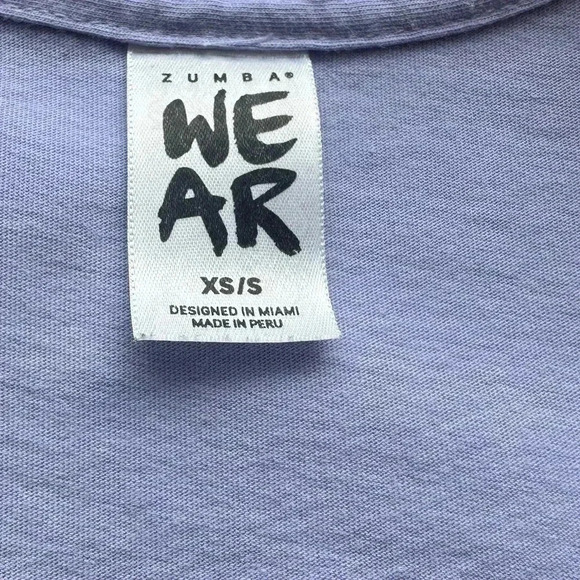 ZUMBA®
WE
AR
XS/S
DESIGNED IN MIAMI
MADE IN PERU